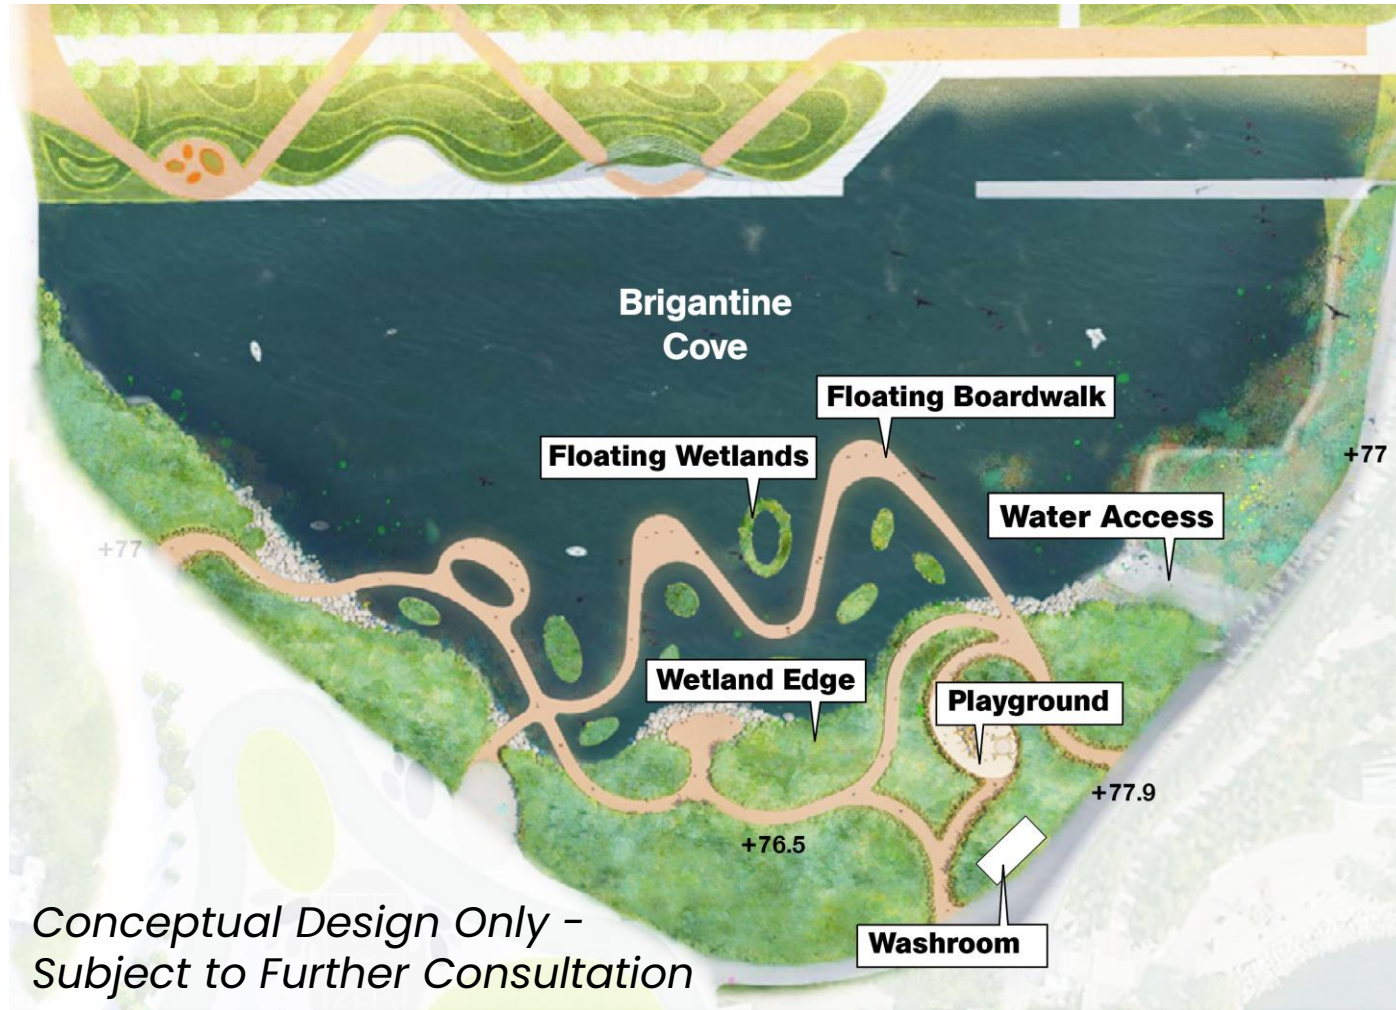 Brigantine
Cove
Floating Boardwalk
Floating Wetlands
+77
Water Access
+77
Wetland Edge
Playground
+77.9
+76.5
Conceptual Design Only -
Subject to Further Consultation
Washroom